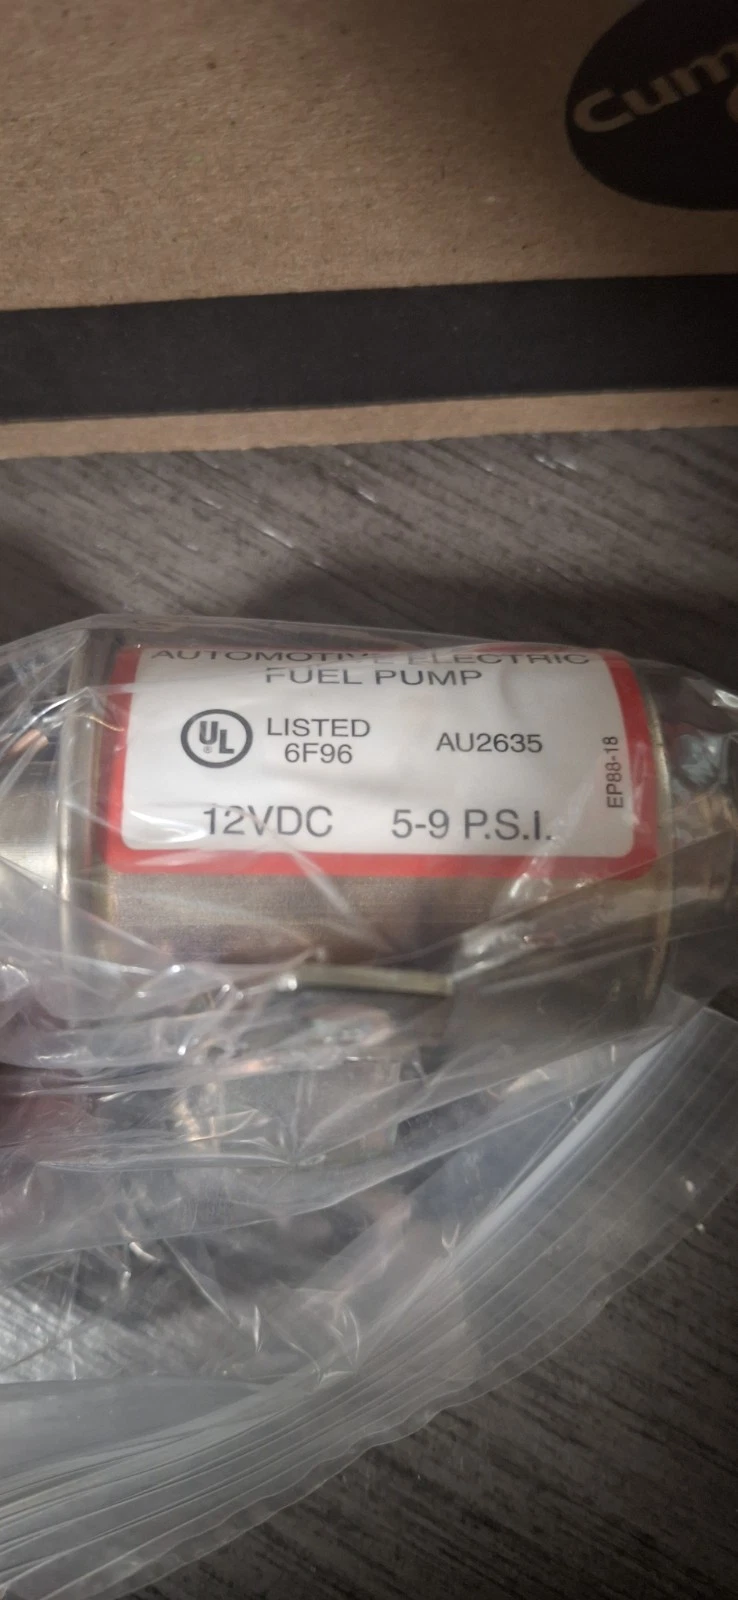 Cum
AUTOMOTIVE ELECTRIC
FUEL PUMP
UL
®
LISTED
6F96
AU2635
EP88-18
12VDC 5-9 P.S.I.